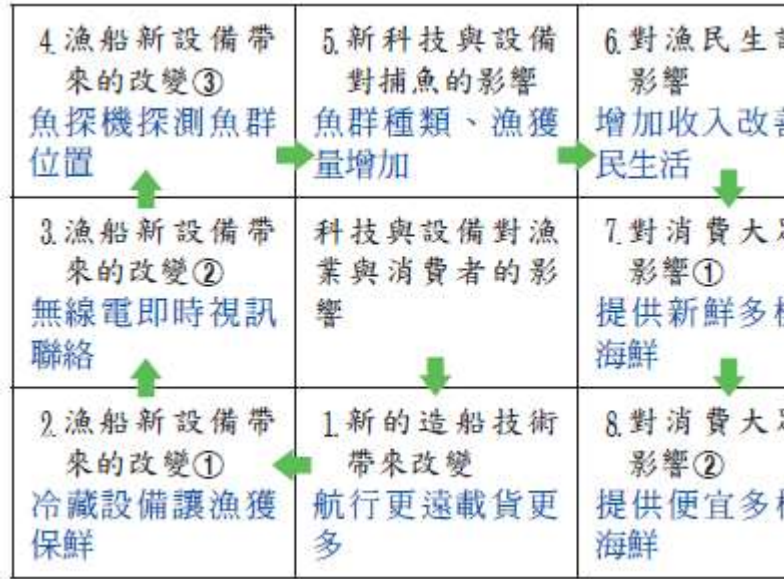 4.漁船新設備帶
來的改變③
魚探機探測魚群
位置
5.新科技與設備
對捕魚的影響
魚群種類、漁獲
量增加
6.對漁民生
影響
增加收入改
民生活
3.漁船新設備帶
來的改變②
無線電即時視訊
聯絡
科技與設備對漁
業與消費者的影
響
7.對消費大
影響①
提供新鮮多
海鮮
2.漁船新設備帶
來的改變①
冷藏設備讓漁獲
保鮮
1.新的造船技術
帶來改變
航行更遠載貨更
多
8.對消費大
影響②
提供便宜多
海鮮